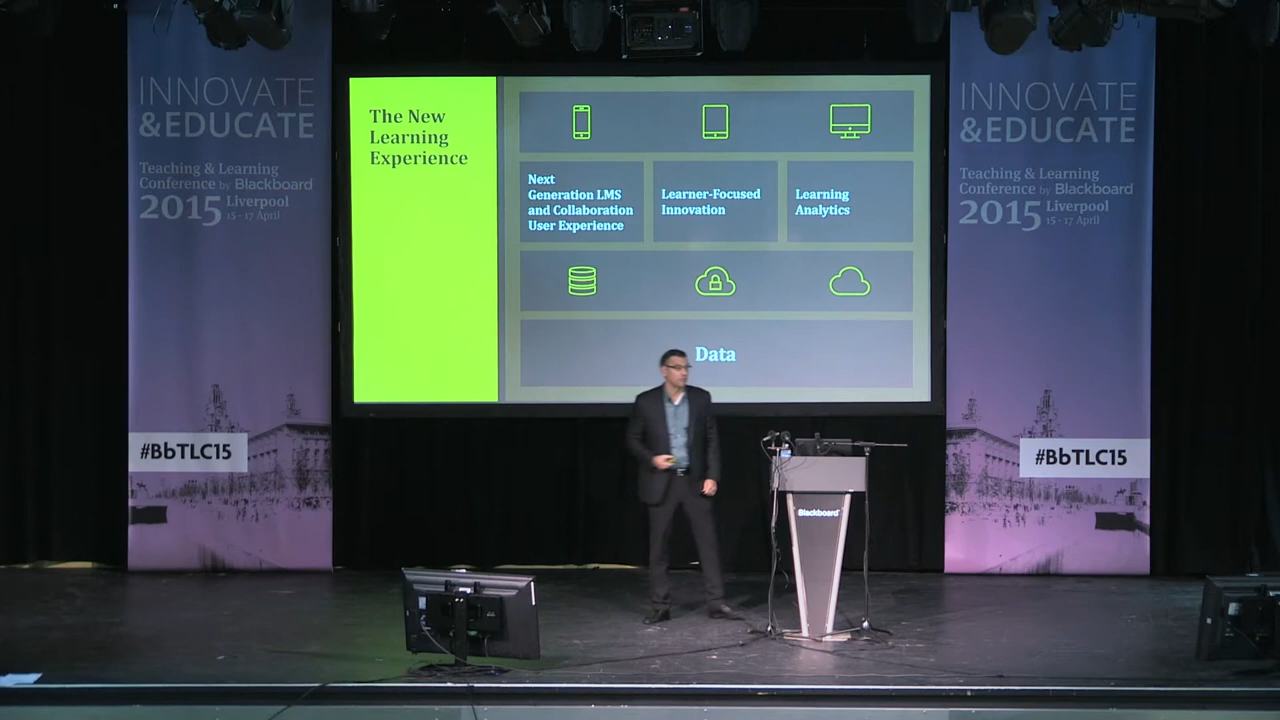 INNOVATE
&EDUCATE
Teaching & Learning
Conference by Blackboard
2015 Liverpool
15 - 17 April
#BbTLC15
The New
Learning
Experience
Next
Generation LMS
and Collaboration
User Experience
Learner-Focused
Innovation
Learning
Analytics
Data
Blackboard
INNOVATE
&EDUCATE
Teaching & Learning
Conference by Blackboard
2015 Liverpool
15 - 17 April
#BbTLC15